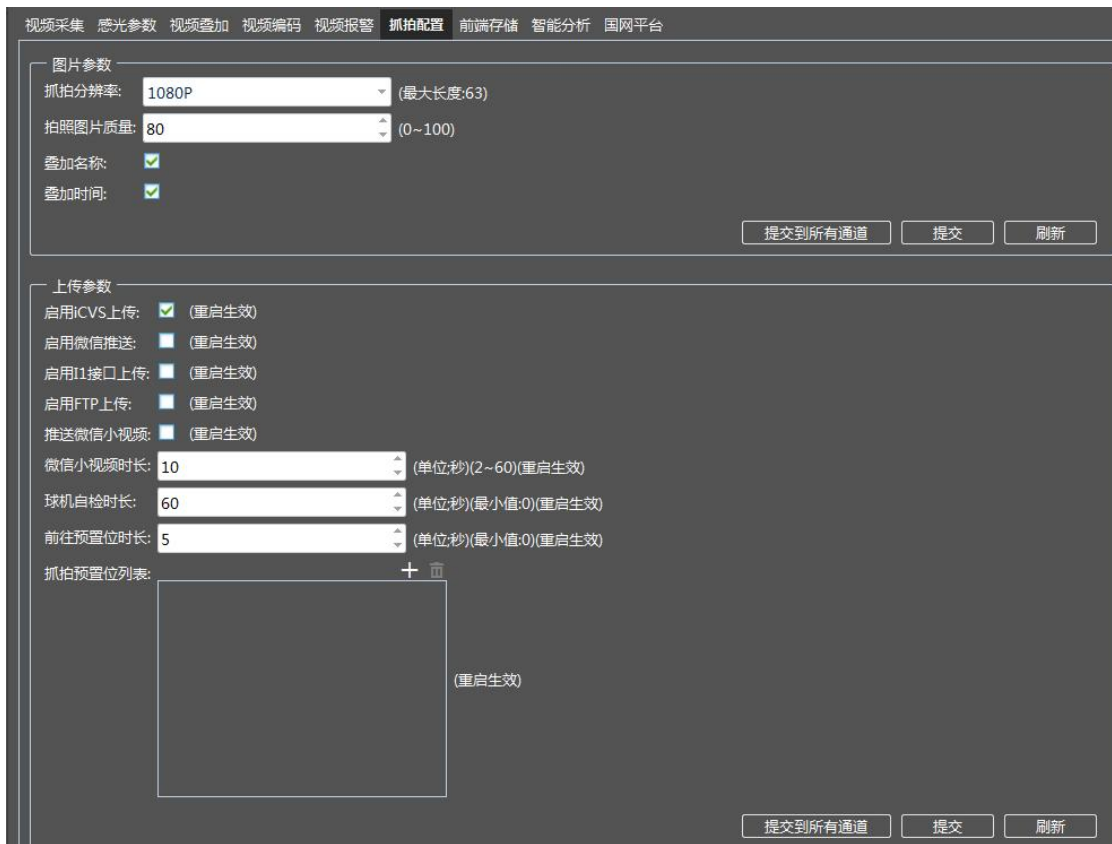 视频采集 感光参数 视频叠加 视频编码 视频报警 抓拍配置 前端存储 智能分析 国网平台
图片参数
抓拍分辨率: 1080P (最大长度:63)
拍照图片质量: 80 (0~100)
叠加名称:
叠加时间:
提交到所有通道 提交 刷新
上传参数
启用iCVS上传: (重启生效)
启用微信推送: (重启生效)
启用I1接口上传: (重启生效)
启用FTP上传: (重启生效)
推送微信小视频: (重启生效)
微信小视频时长: 10 (单位;秒)(2~60)(重启生效)
球机自检时长: 60 (单位;秒)(最小值:0)(重启生效)
前往预置位时长: 5 (单位;秒)(最小值:0)(重启生效)
抓拍预置位列表:
(重启生效)
提交到所有通道 提交 刷新